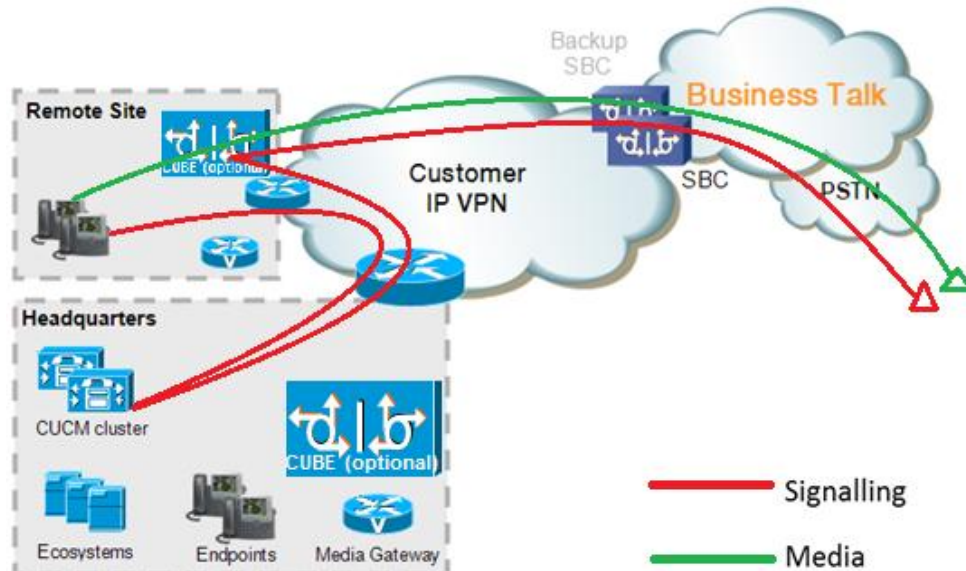 Backup
SBC
Business Talk
Remote Site
CUBE (optional)
Customer
IP VPN
SBC
PSTN
V
Headquarters
CUCM cluster
CUBE (optional)
V
Ecosystems
Endpoints
Media Gateway
Signalling
Media